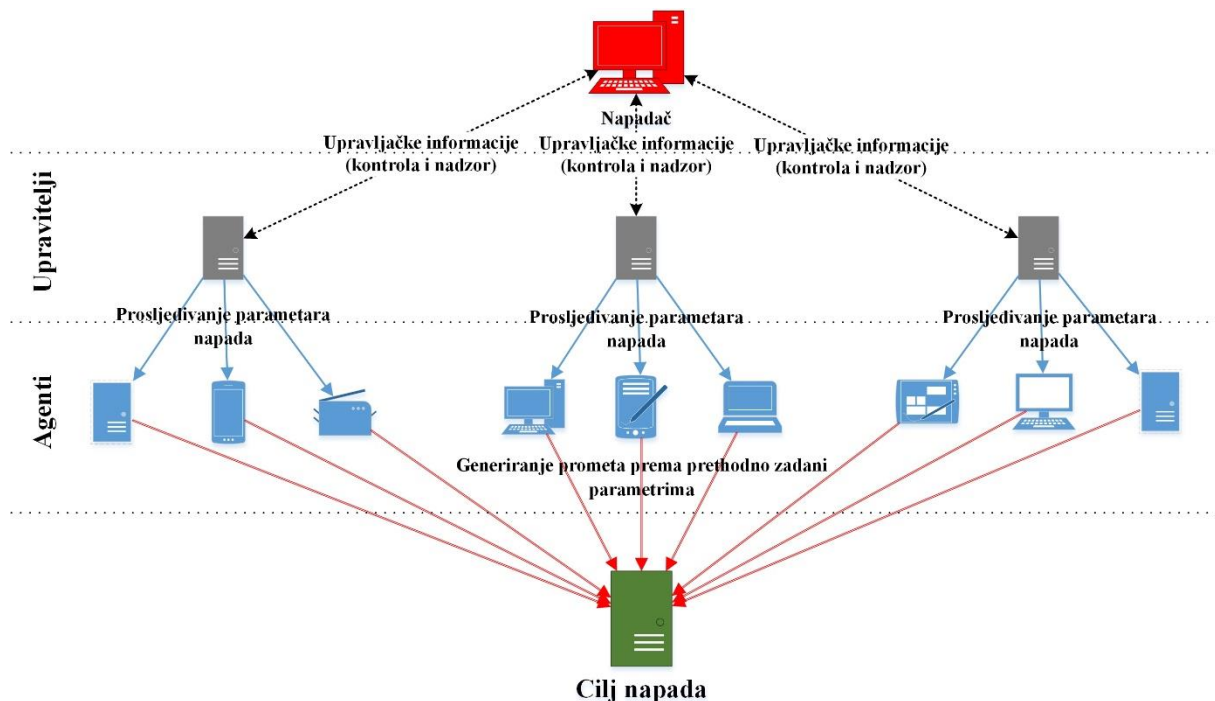 Napadač
Upravljačke informacije
(kontrola i nadzor)
Upravljačke informacije
(kontrola i nadzor)
Upravljačke informacije
(kontrola i nadzor)
Upravitelji
Prosljeđivanje parametara
napada
Prosljeđivanje parametara
napada
Prosljeđivanje parametara
napada
Agenti
Generiranje prometa prema prethodno zadani
parametrima
Cilj napada